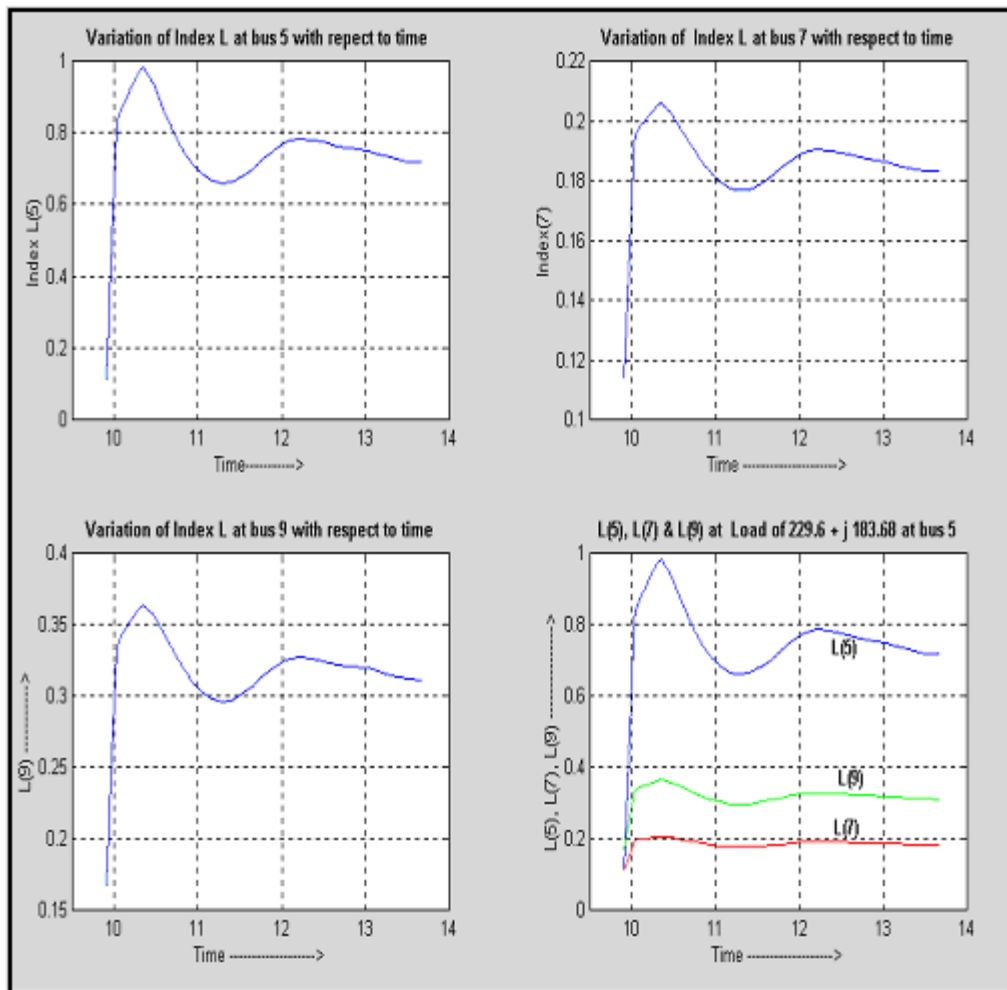 Variation of Index L at bus 5 with repect to time
1
0.8
0.6
0.4
0.2
0
Index L(5)
10 11 12 13 14
Time----------->
Variation of Index L at bus 7 with respect to time
0.22
0.2
0.18
0.16
0.14
0.12
0.1
Index(7)
10 11 12 13 14
Time ---------------------->
Variation of Index L at bus 9 with respect to time
0.4
0.35
0.3
0.25
0.2
0.15
L(9) -------------->
10 11 12 13 14
Time -------------------->
L(5), L(7) & L(9) at Load of 229.6 + j 183.68 at bus 5
1
0.8
0.6
0.4
0.2
0
L(5), L(7), L(9) ---------------->
L(5)
L(9)
L(7)
10 11 12 13 14
Time ---------------------->